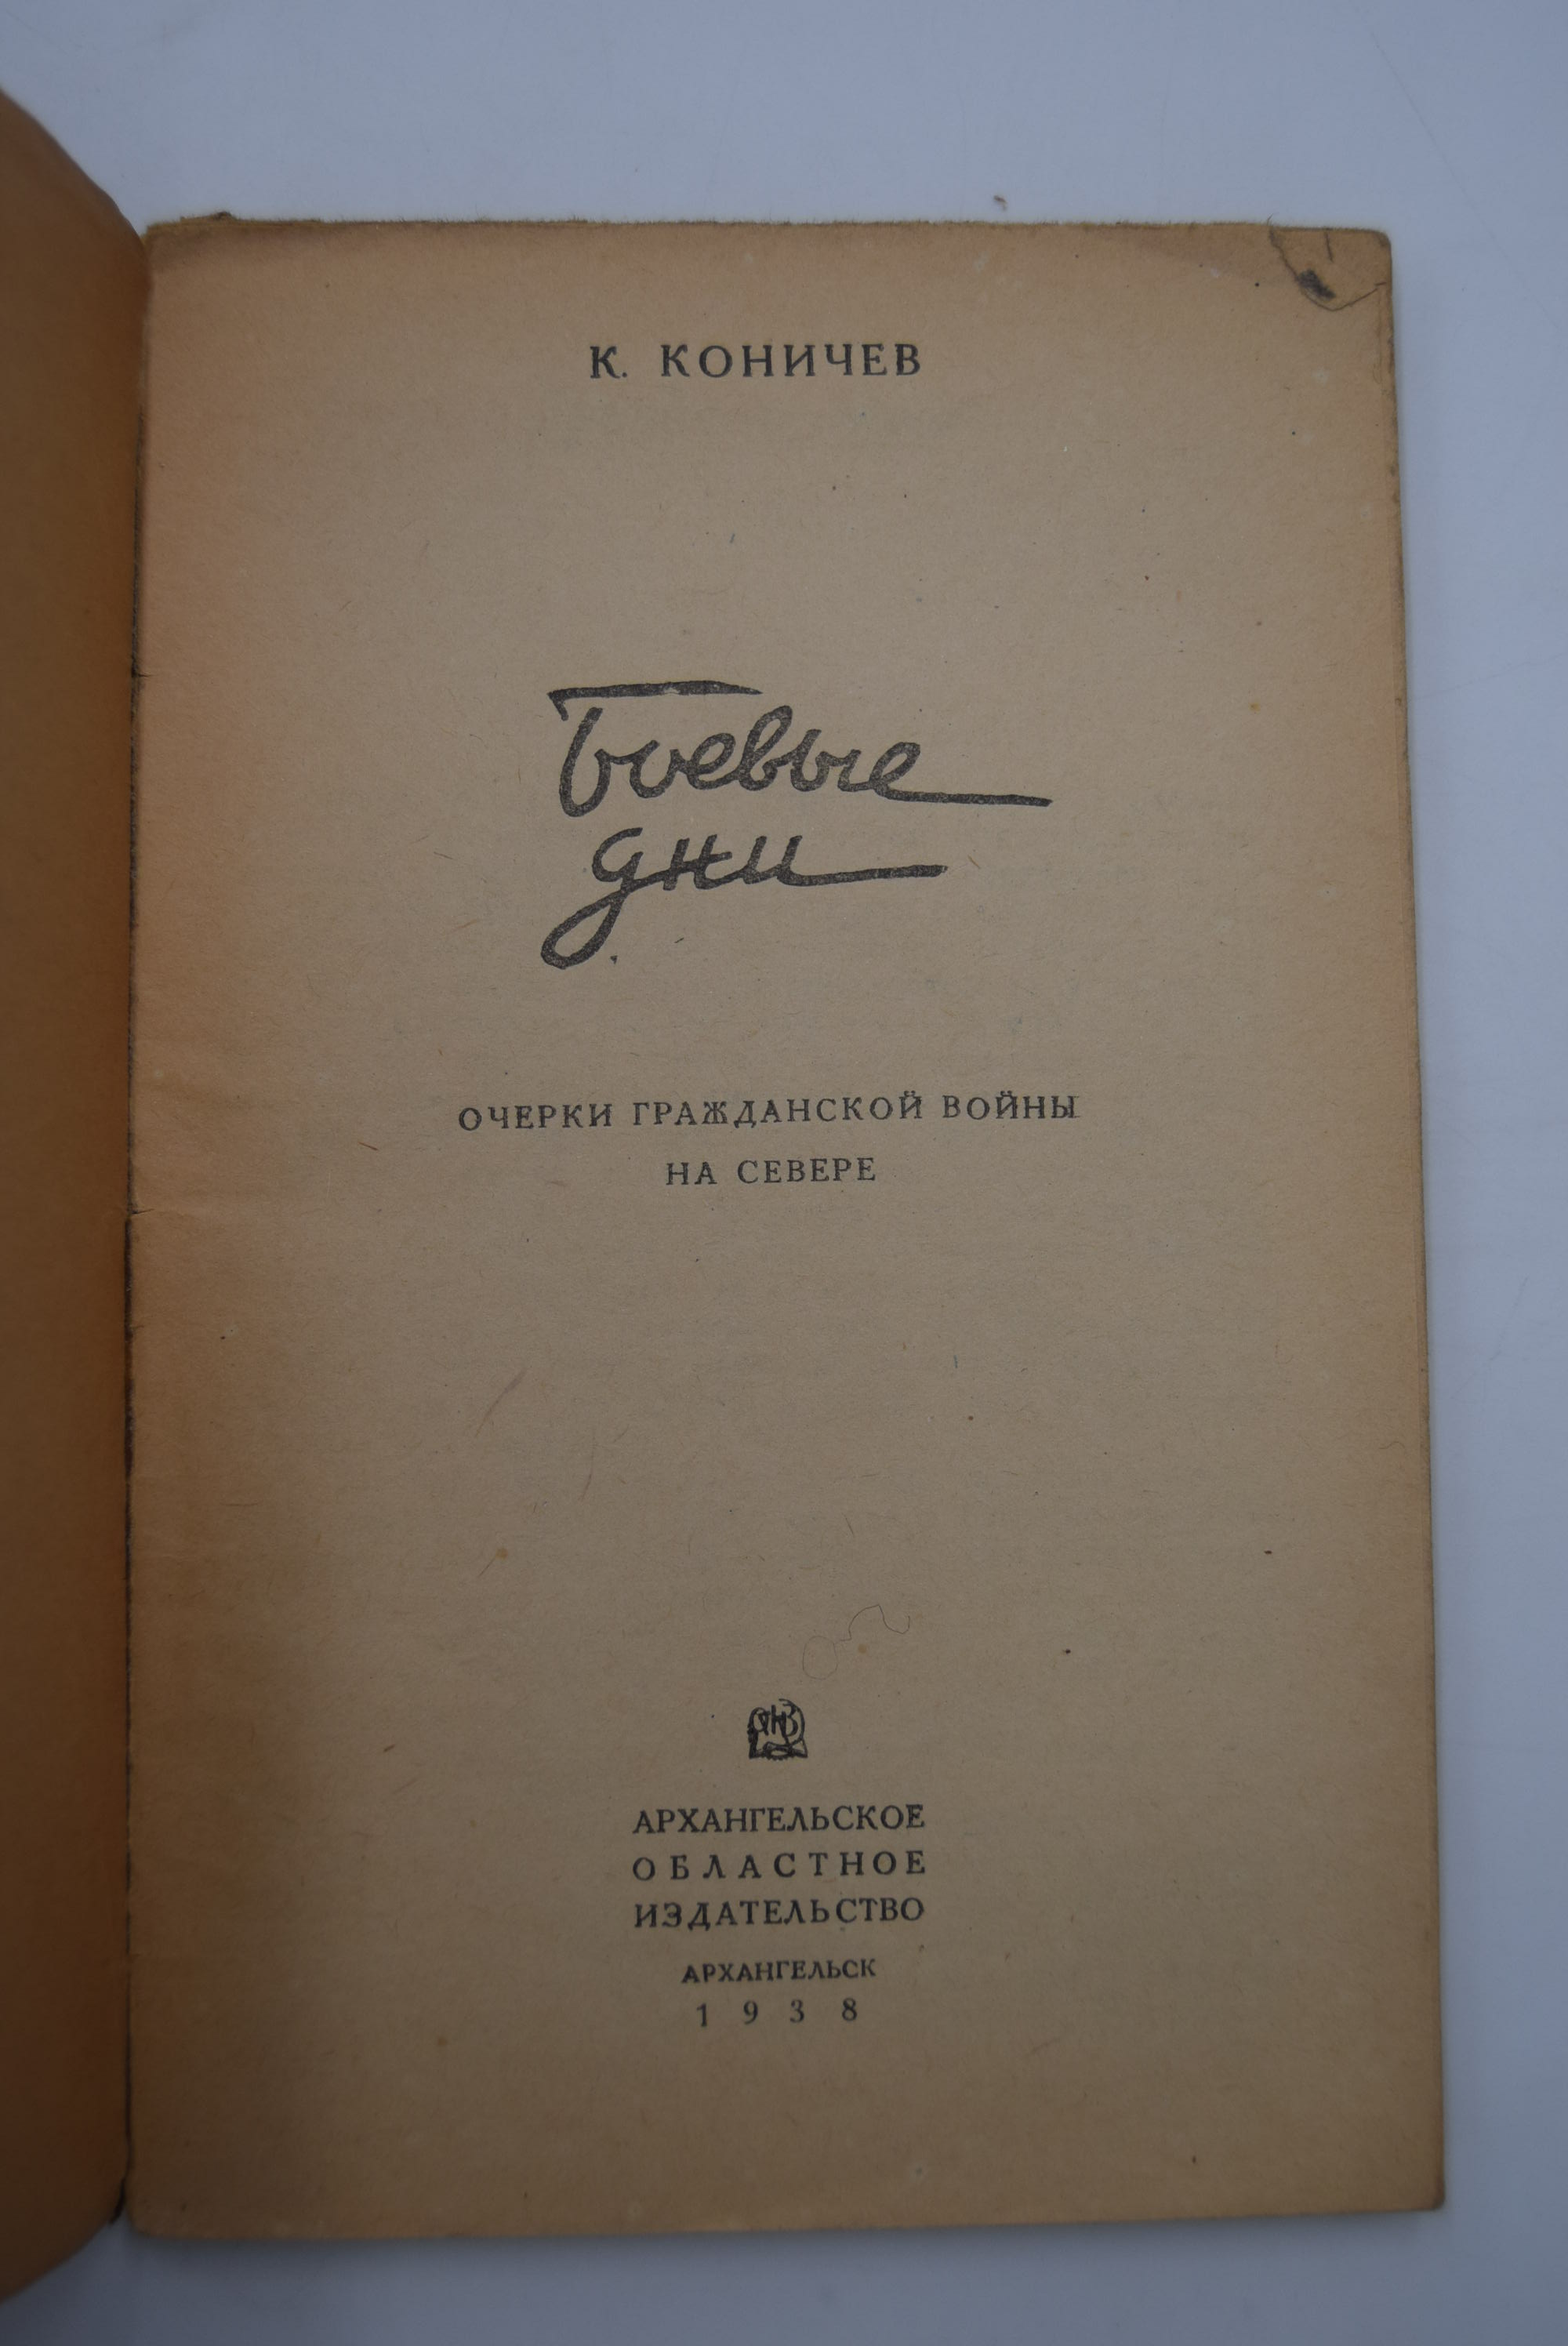 К. КОНИЧЕВ
Боевые
дни
ОЧЕРКИ ГРАЖДАНСКОЙ ВОЙНЫ
НА СЕВЕРЕ
АРХАНГЕЛЬСКОЕ
ОБЛАСТНОЕ
ИЗДАТЕЛЬСТВО
АРХАНГЕЛЬСК
1938